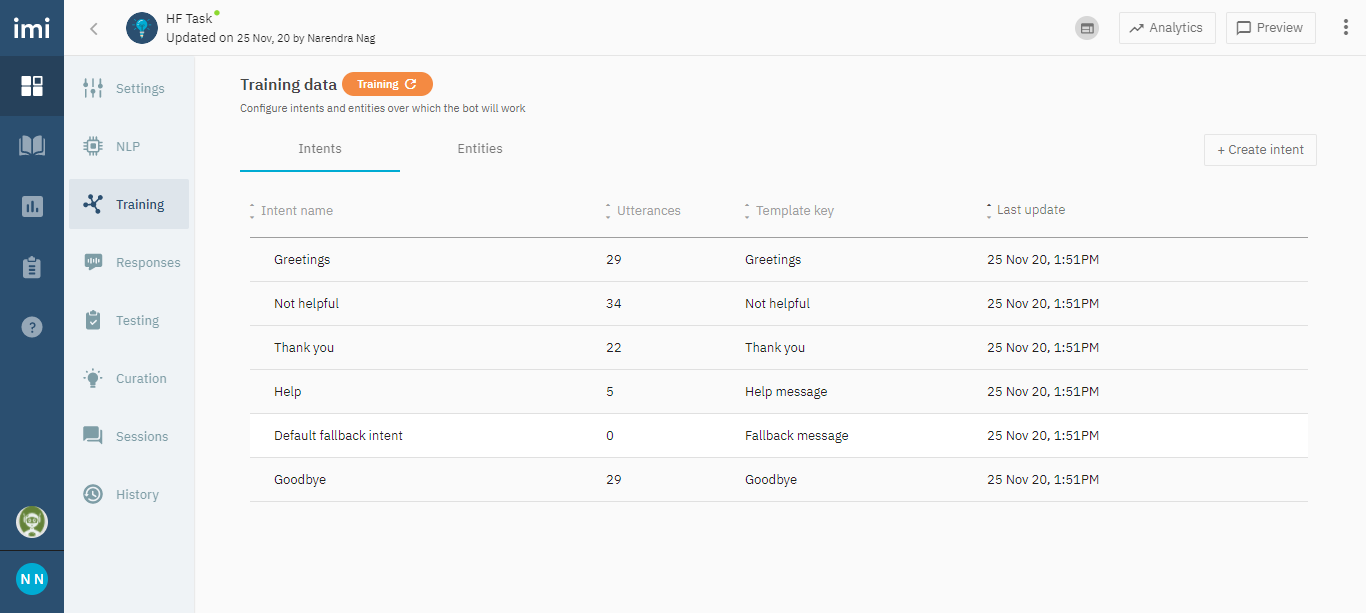 imi
HF Task
Updated on 25 Nov, 20 by Narendra Nag
Analytics
Preview
Settings
NLP
Training
Responses
Testing
Curation
Sessions
History
?
N N
Training data Training
Configure intents and entities over which the bot will work
Intents Entities
+ Create intent
Intent name Utterances Template key Last update
Greetings 29 Greetings 25 Nov 20, 1:51PM
Not helpful 34 Not helpful 25 Nov 20, 1:51PM
Thank you 22 Thank you 25 Nov 20, 1:51PM
Help 5 Help message 25 Nov 20, 1:51PM
Default fallback intent 0 Fallback message 25 Nov 20, 1:51PM
Goodbye 29 Goodbye 25 Nov 20, 1:51PM